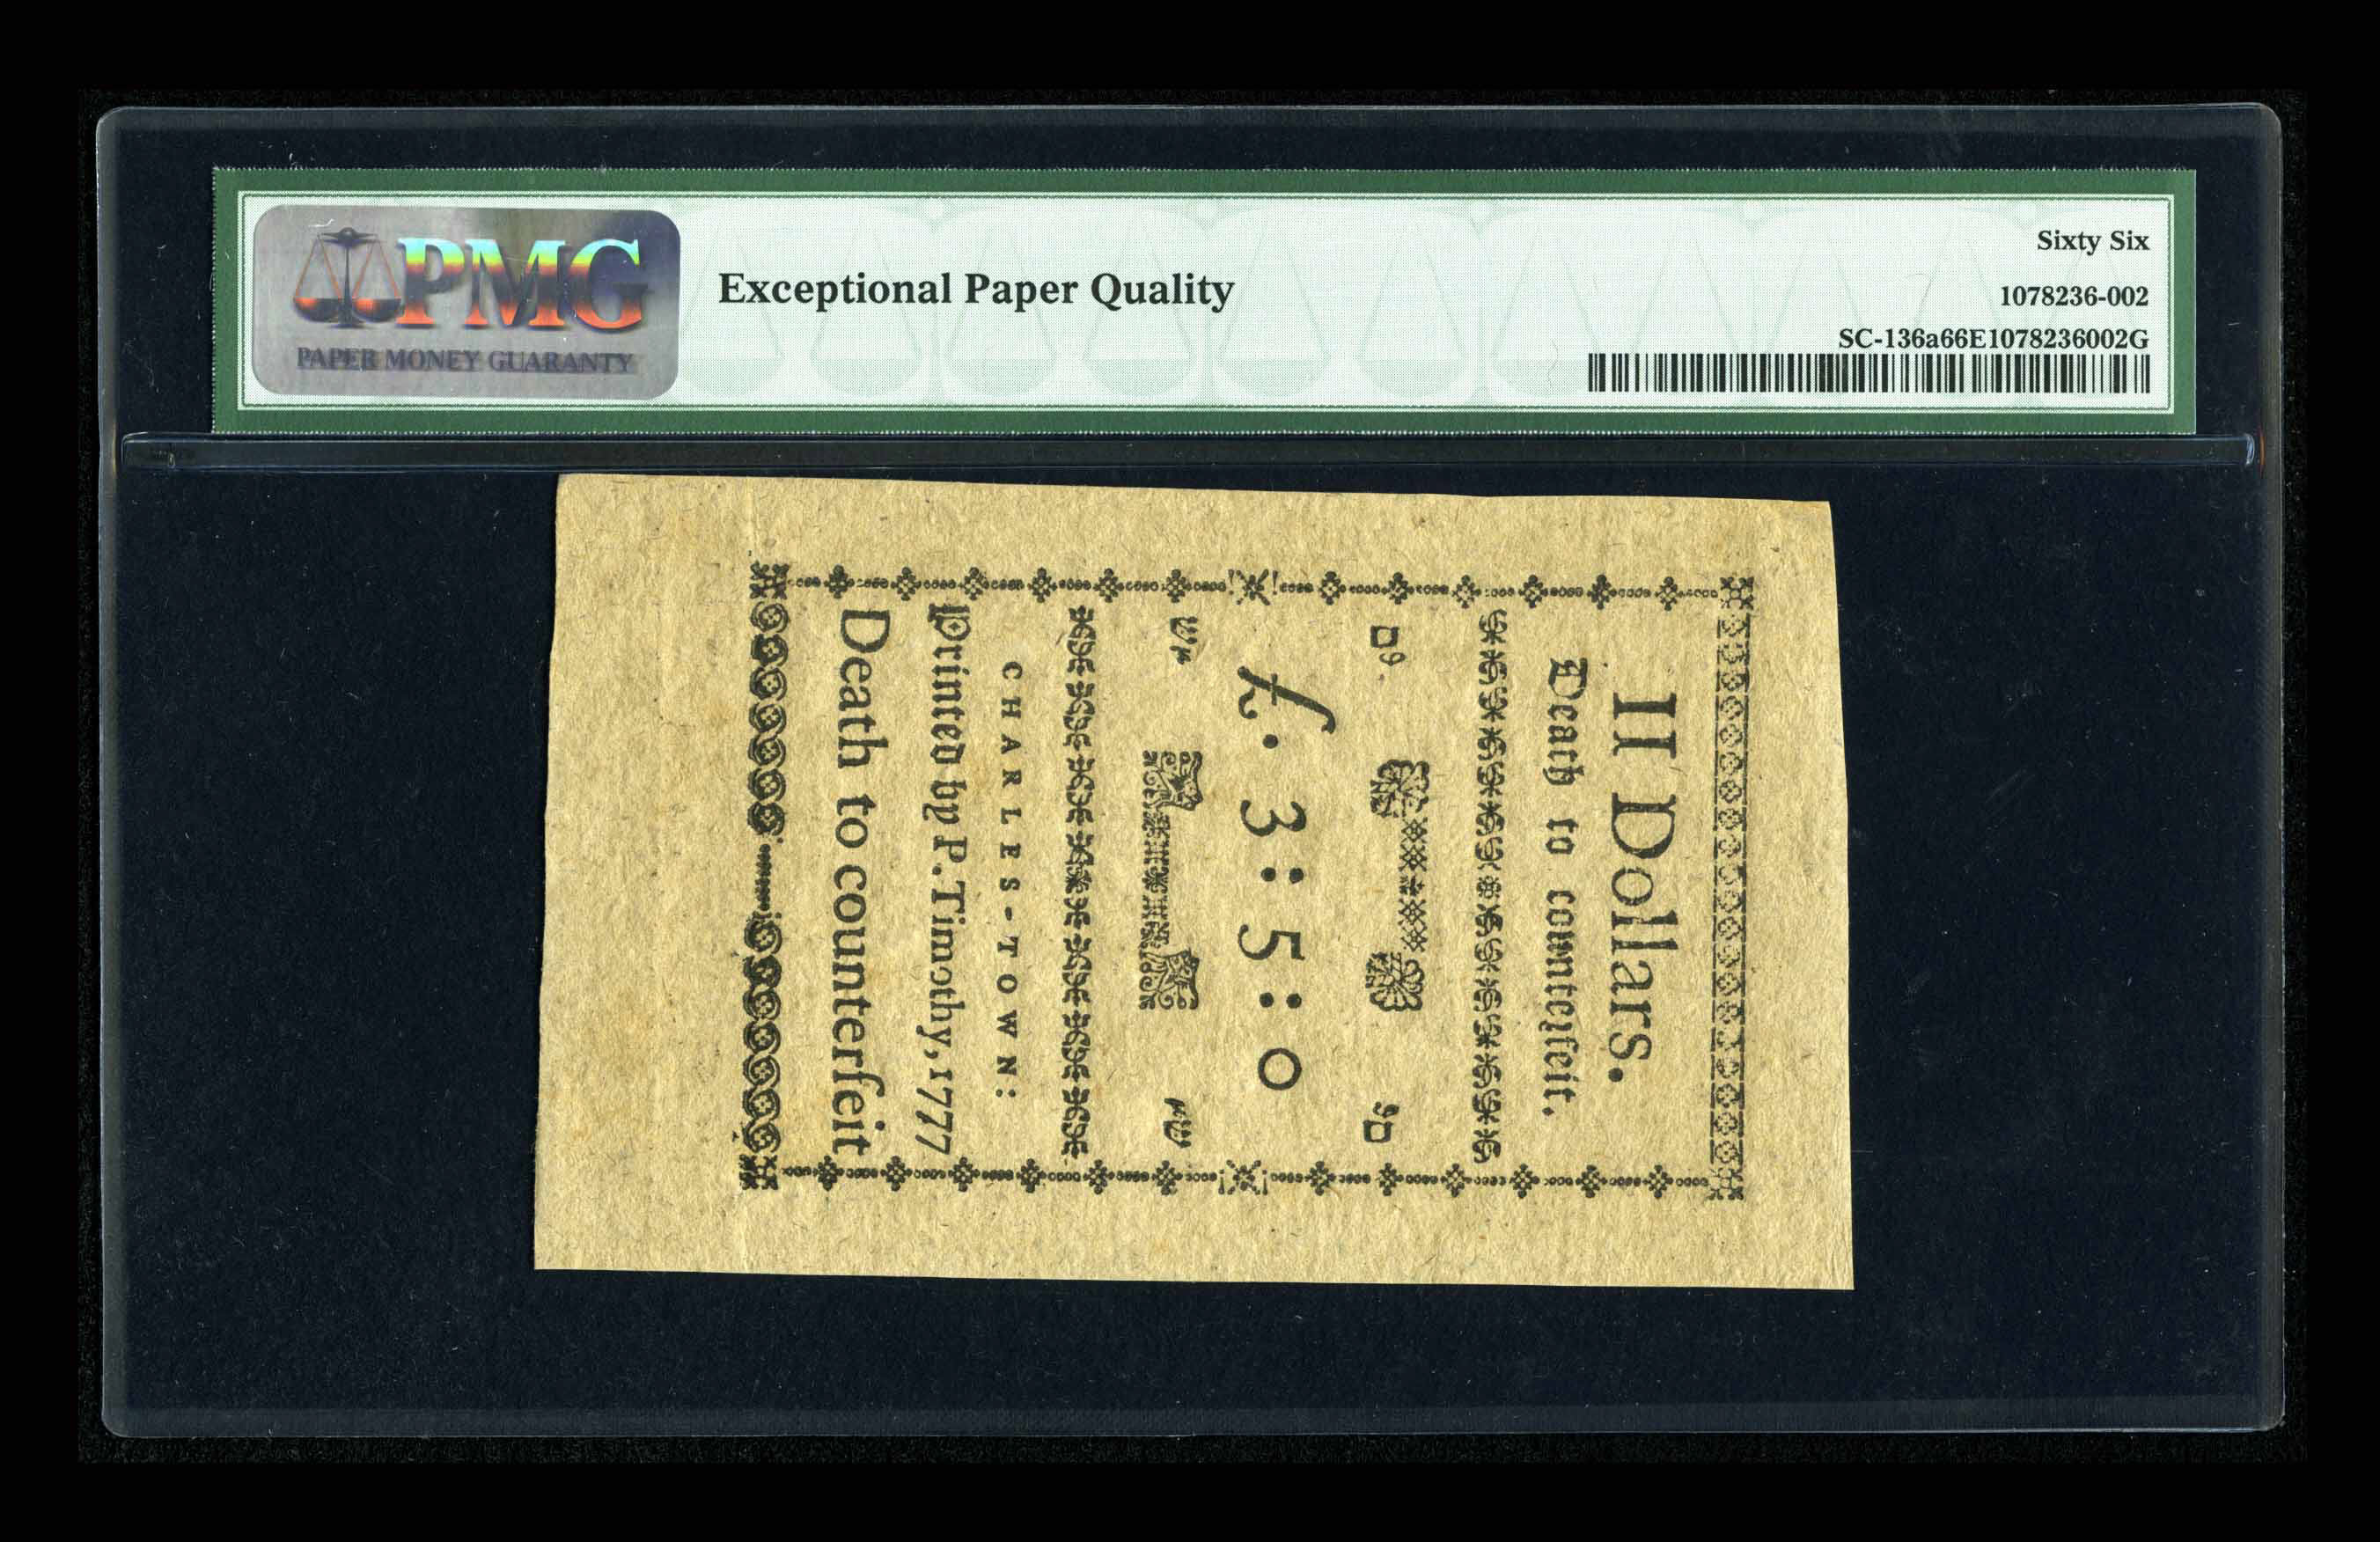 PMG
PAPER MONEY GUARANTY
Exceptional Paper Quality
Sixty Six
1078236-002
SC-136a66E1078236002G
II Dollars.
Death to counterfeit.
£. 3 : 5 : 0
CHARLES-TOWN:
Printed by P. Timothy, 1777
Death to counterfeit